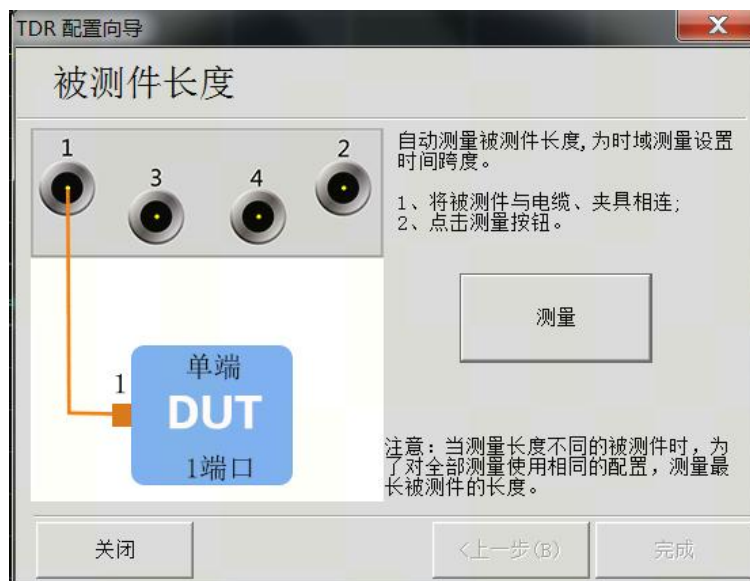 TDR 配置向导
被测件长度
1
3
4
2
自动测量被测件长度,为时域测量设置
时间跨度。
1、将被测件与电缆、夹具相连;
2、点击测量按钮。
测量
1
单端
DUT
1端口
注意：当测量长度不同的被测件时，为
了对全部测量使用相同的配置，测量最
长被测件的长度。
关闭
<上一步(B)
完成